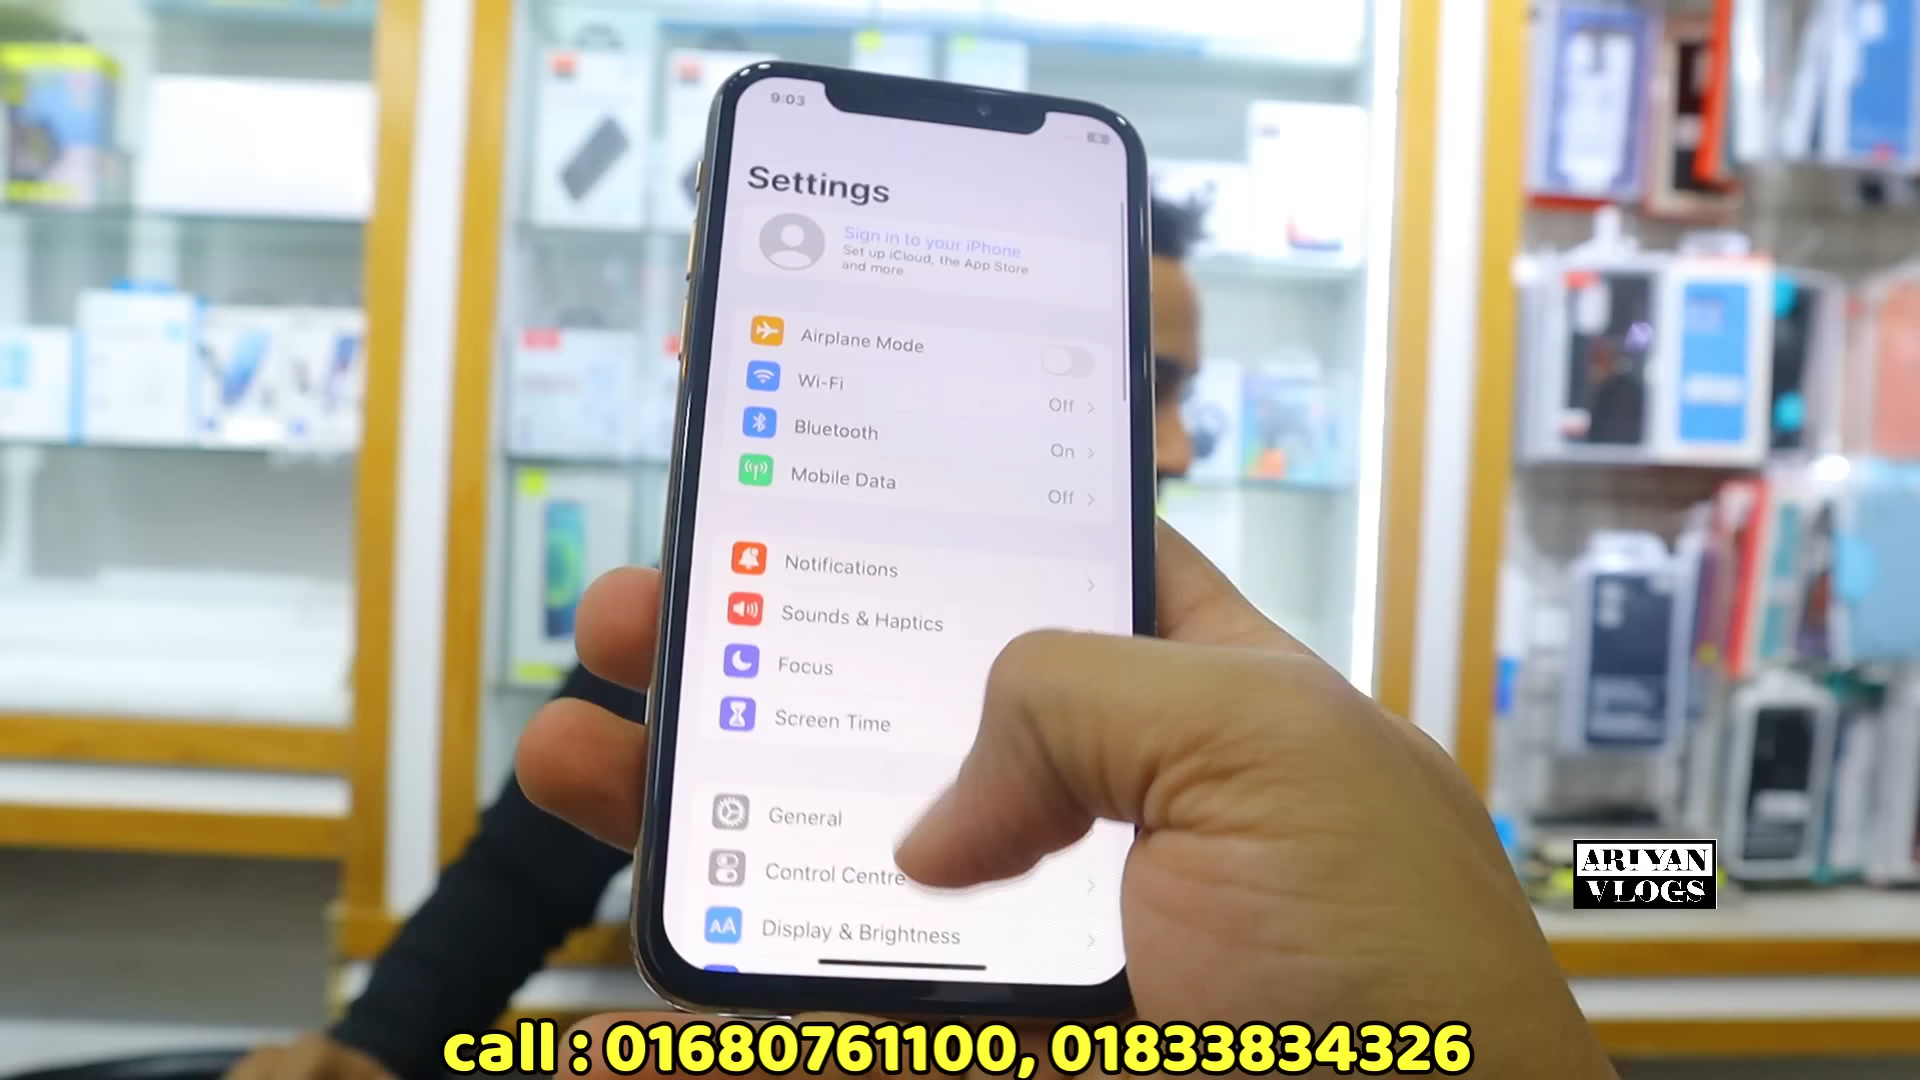 9:03
Settings
Sign in to your iPhone
Set up iCloud, the App Store
and more.
Airplane Mode
Wi-Fi
Off
Bluetooth
On
Mobile Data
Off
Notifications
Sounds & Haptics
Focus
Screen Time
General
Control Centre
AA
Display & Brightness
ARIYAN
VLOGS
call : 01680761100, 01833834326